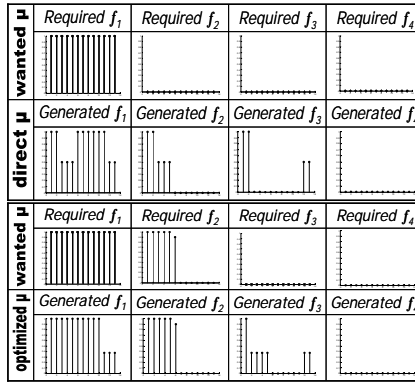 wanted μ
Required f1
Required f2
Required f3
Required f4
direct μ
Generated f1
Generated f2
Generated f3
Generated f
wanted μ
Required f1
Required f2
Required f3
Required f4
optimized μ
Generated f1
Generated f2
Generated f3
Generated f